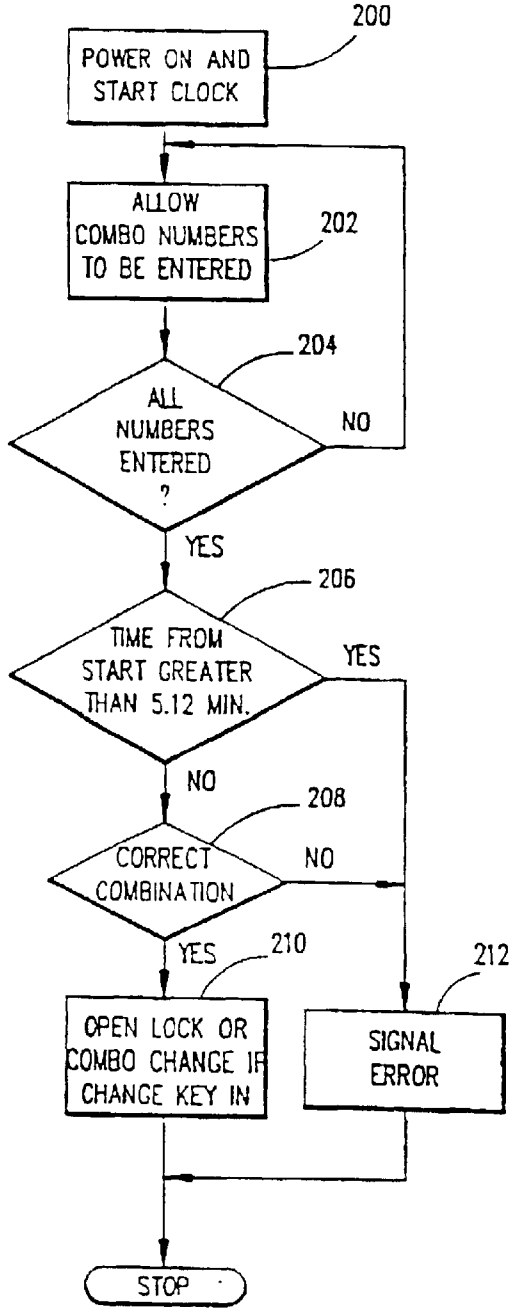 200
POWER ON AND
START CLOCK
ALLOW
COMBO NUMBERS
TO BE ENTERED
202
204
ALL
NUMBERS
ENTERED
?
NO
YES
206
TIME FROM
START GREATER
THAN 5.12 MIN.
YES
NO
208
CORRECT
COMBINATION
NO
YES
210
212
OPEN LOCK OR
COMBO CHANGE IF
CHANGE KEY IN
SIGNAL
ERROR
STOP